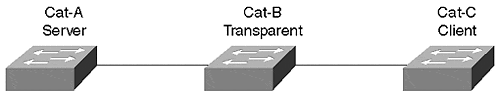 Cat-A
Server
Cat-B
Transparent
Cat-C
Client